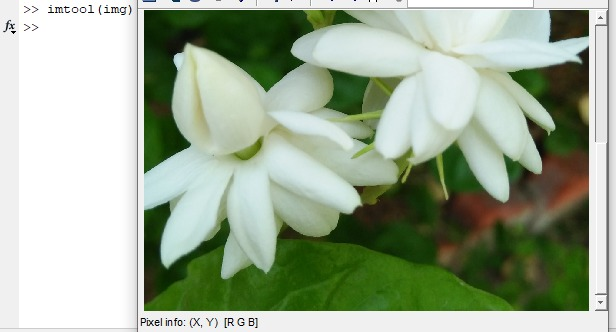 >> imtool(img)
fx >>
Pixel info: (X, Y) [R G B]